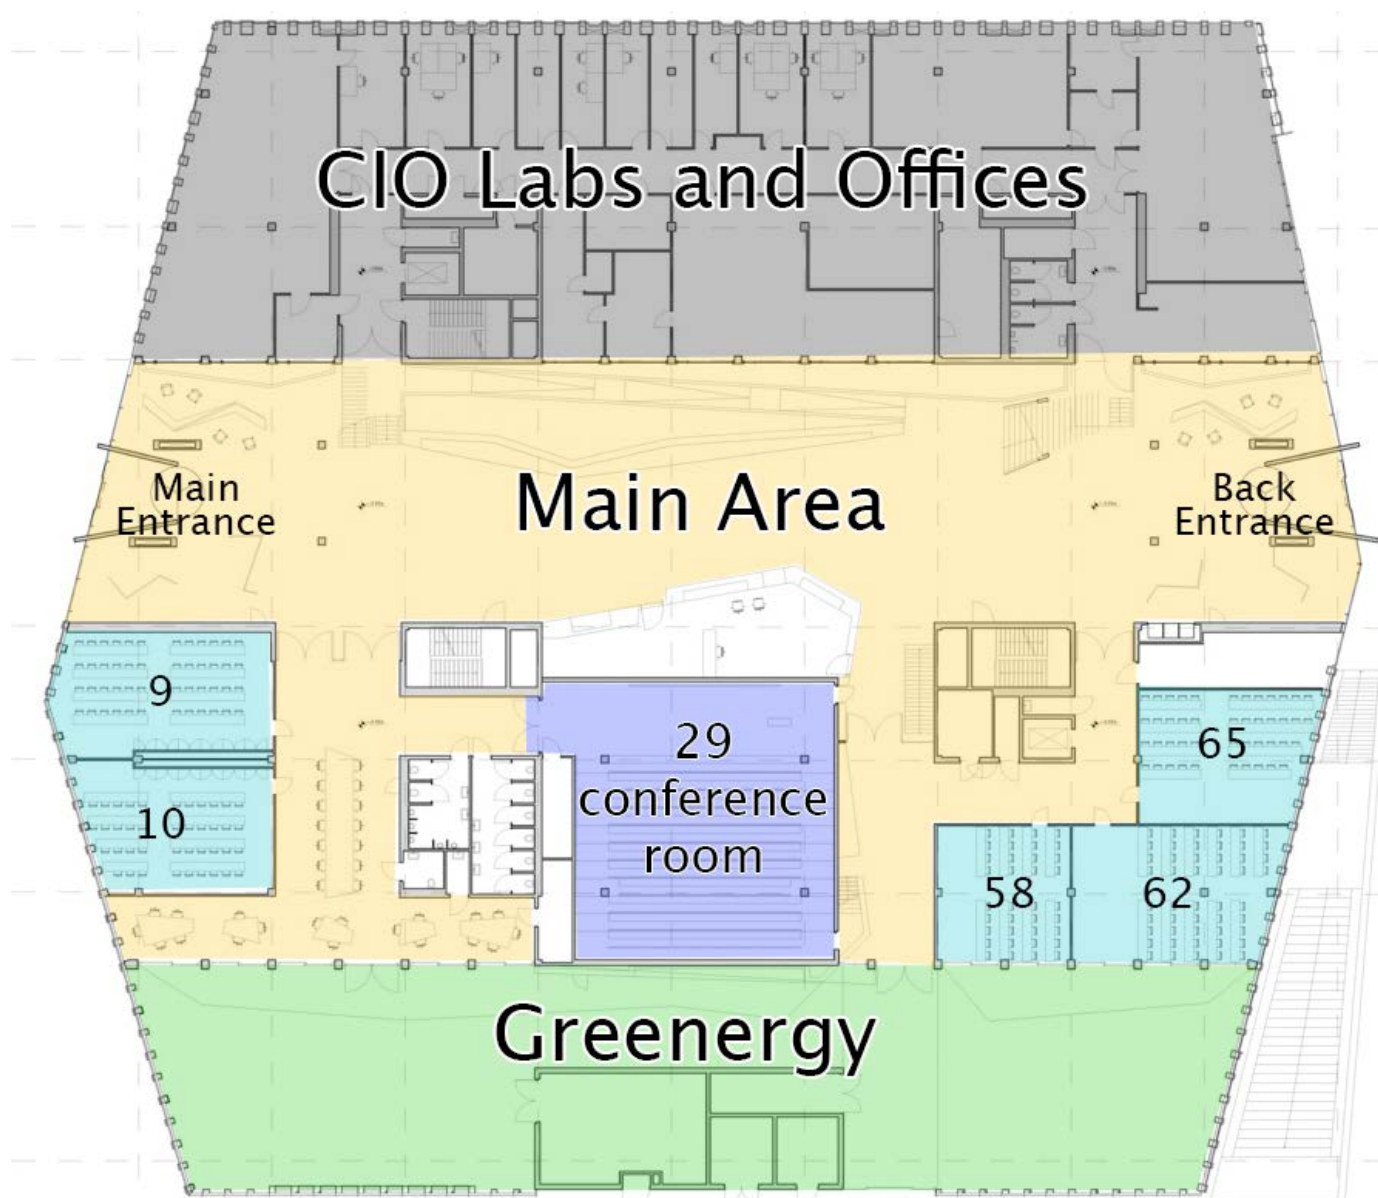 CIO Labs and Offices
Main
Entrance
Main Area
Back
Entrance
9
29
conference
room
65
10
58
62
Greenergy